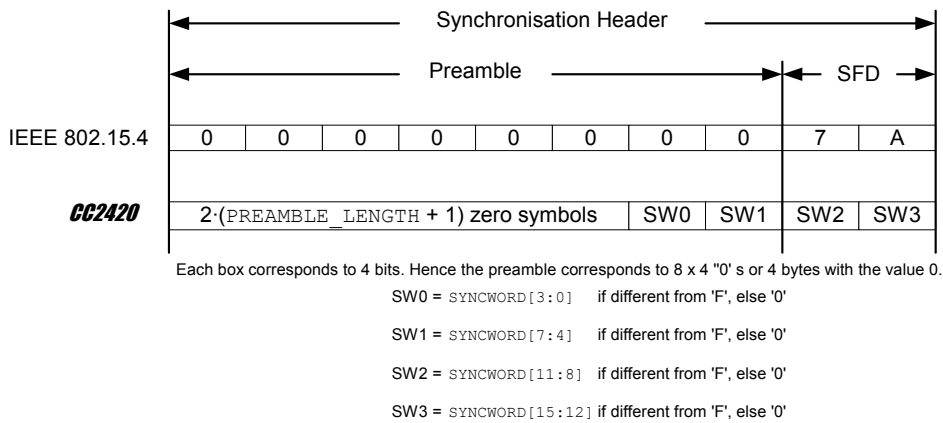 Synchronisation Header
Preamble SFD
IEEE 802.15.4 0 0 0 0 0 0 0 0 7 A
CC2420 2·(PREAMBLE_LENGTH + 1) zero symbols SW0 SW1 SW2 SW3
Each box corresponds to 4 bits. Hence the preamble corresponds to 8 x 4 "0' s or 4 bytes with the value 0.
SW0 = SYNCWORD[3:0] if different from 'F', else '0'
SW1 = SYNCWORD[7:4] if different from 'F', else '0'
SW2 = SYNCWORD[11:8] if different from 'F', else '0'
SW3 = SYNCWORD[15:12] if different from 'F', else '0'